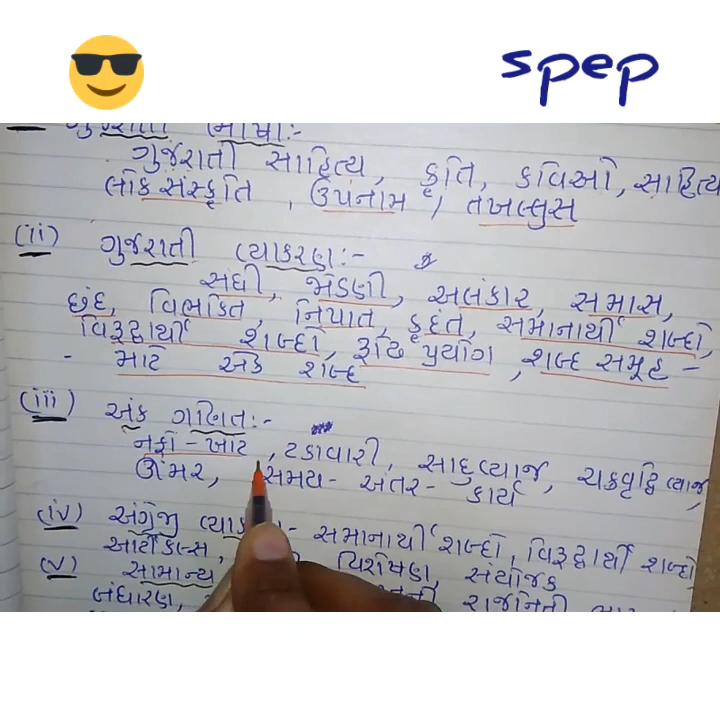 spep
ગુજરાતી ભાષા:-
ગુજરાતી સાહિત્ય, કૃતિ, કવિઓ, સાહિત્ય
લોક સંસ્કૃતિ , ઉપનામ, તખલ્લુસ
(ii) ગુજરાતી વ્યાકરણ:-
સંધી, જોડણી, અલંકાર, સમાસ,
છંદ, વિભક્તિ, નિપાત, કૃદંત, સમાનાર્થી શબ્દો,
વિરૂદ્ધાર્થી શબ્દો, રૂઢિ પ્રયોગ, શબ્દ સમૂહ -
- માટે એક શબ્દ
(iii) અંક ગણિત:-
નફો - ખોટ, ટકાવારી, સાદુ વ્યાજ, ચક્રવૃદ્ધિ વ્યાજ,
ઊંમર, સમય - અંતર - કાર્ય
(iv) અંગ્રેજી :- સમાનાર્થી શબ્દો, વિરૂદ્ધાર્થી શબ્દો
આર્ટીકલ્સ, વિશેષણ, સંયોજક
(v) સામાન્ય
બંધારણ, રાજનિતી